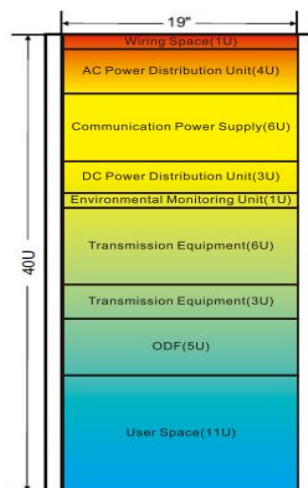 19"
Wiring Space(1U)
AC Power Distribution Unit(4U)
Communication Power Supply(6U)
DC Power Distribution Unit(3U)
Environmental Monitoring Unit(1U)
40U
Transmission Equipment(6U)
Transmission Equipment(3U)
ODF(5U)
User Space(11U)